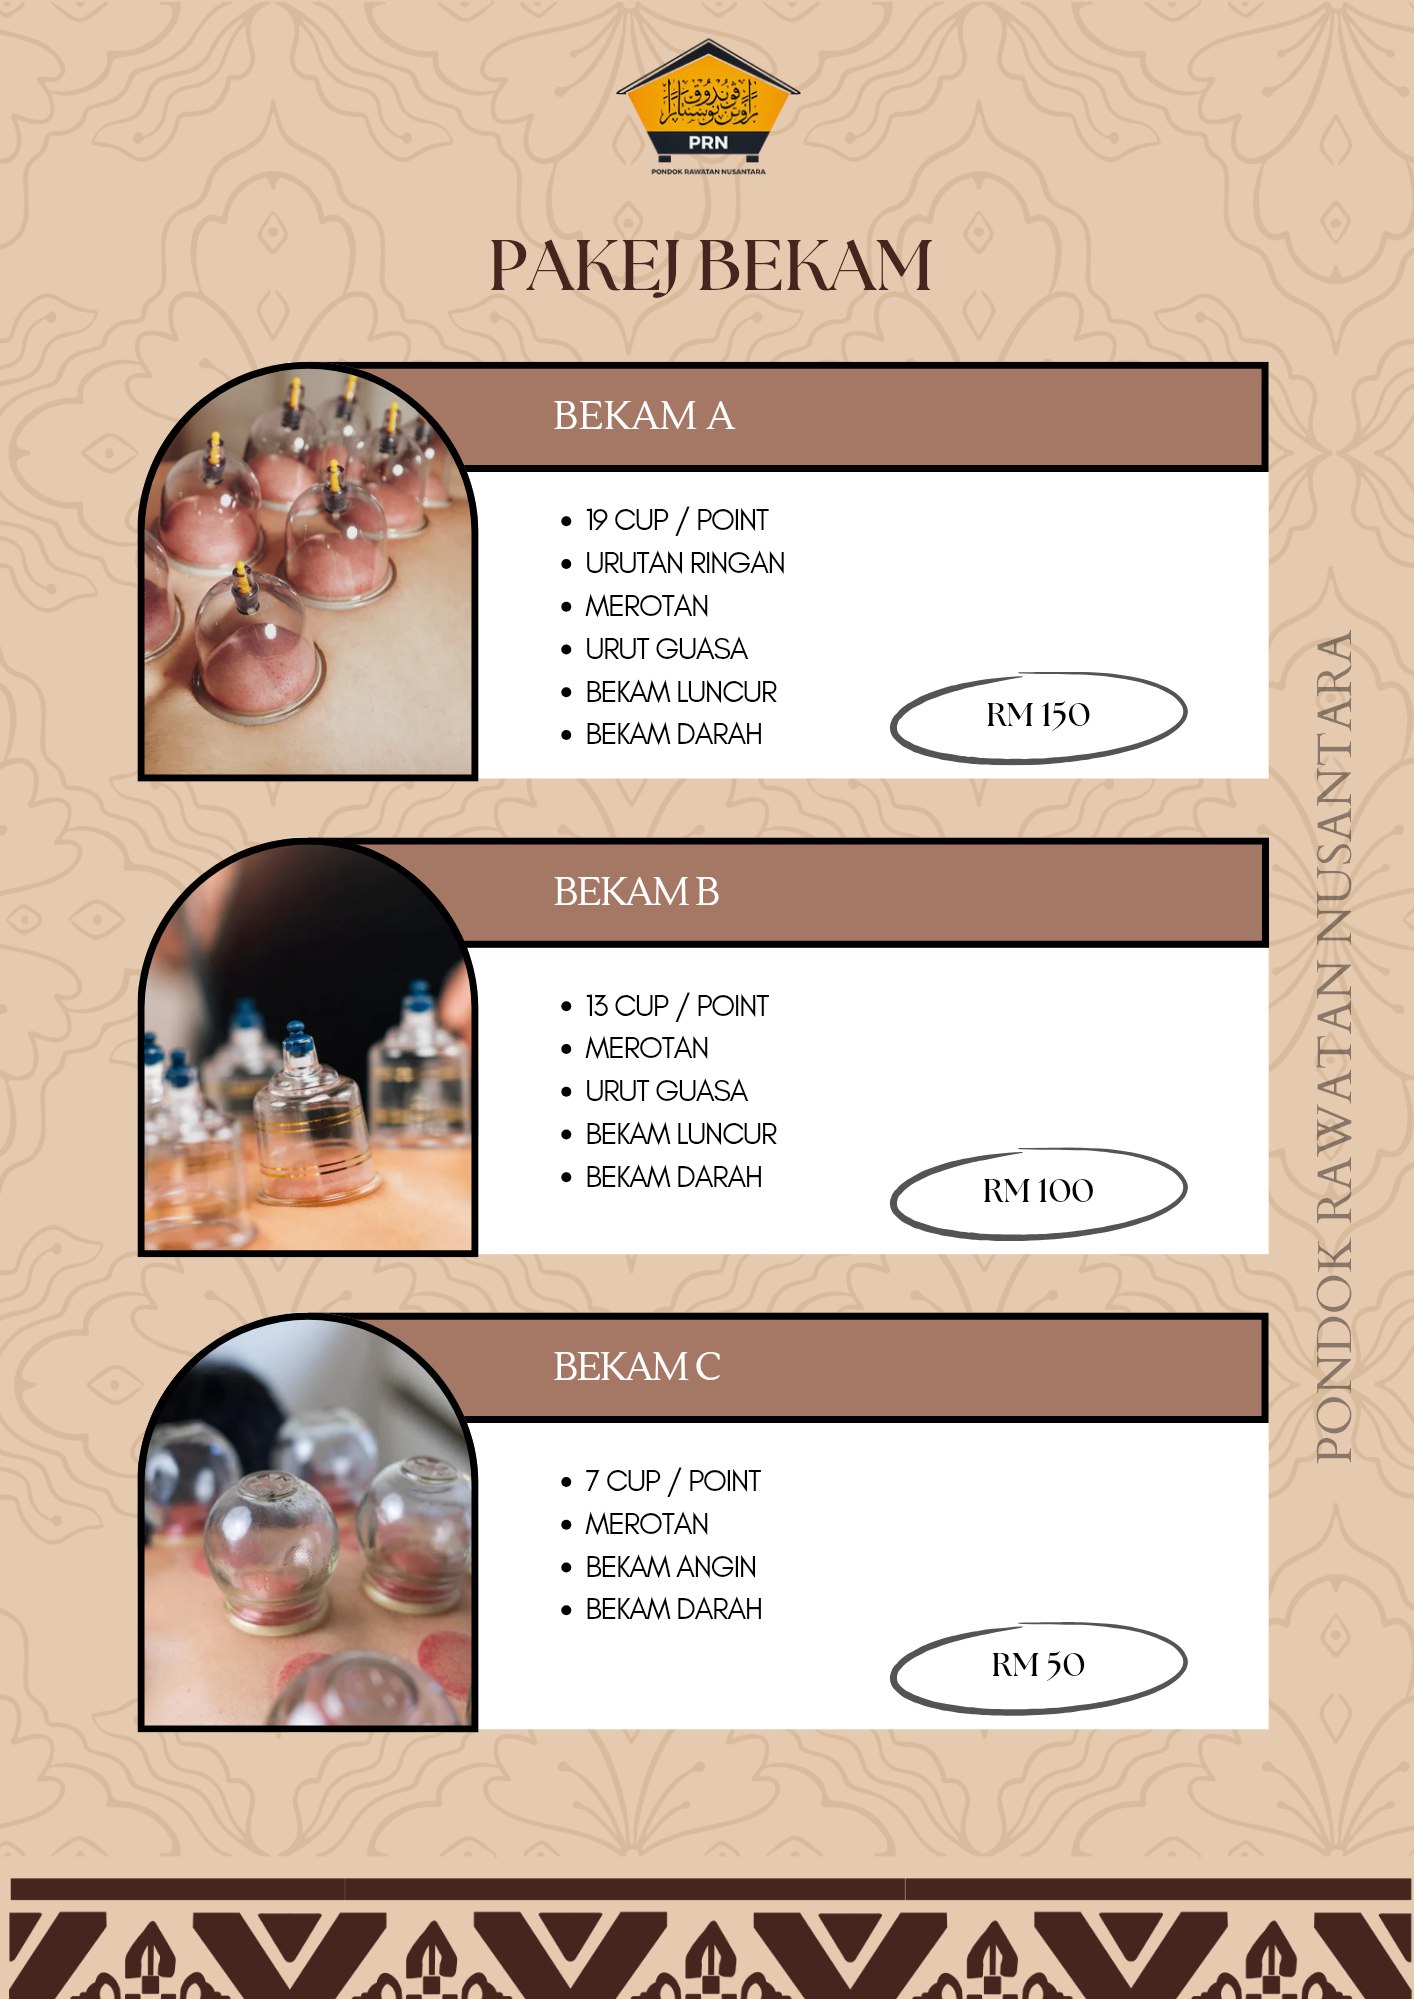 فوندوق
راوتن نوسنتارا
PRN
PONDOK RAWATAN NUSANTARA
PAKEJ BEKAM
BEKAM A
• 19 CUP / POINT
• URUTAN RINGAN
• MEROTAN
• URUT GUASA
• BEKAM LUNCUR
• BEKAM DARAH
RM 150
BEKAM B
• 13 CUP / POINT
• MEROTAN
• URUT GUASA
• BEKAM LUNCUR
• BEKAM DARAH
RM 100
BEKAM C
• 7 CUP / POINT
• MEROTAN
• BEKAM ANGIN
• BEKAM DARAH
RM 50
PONDOK RAWATAN NUSANTARA